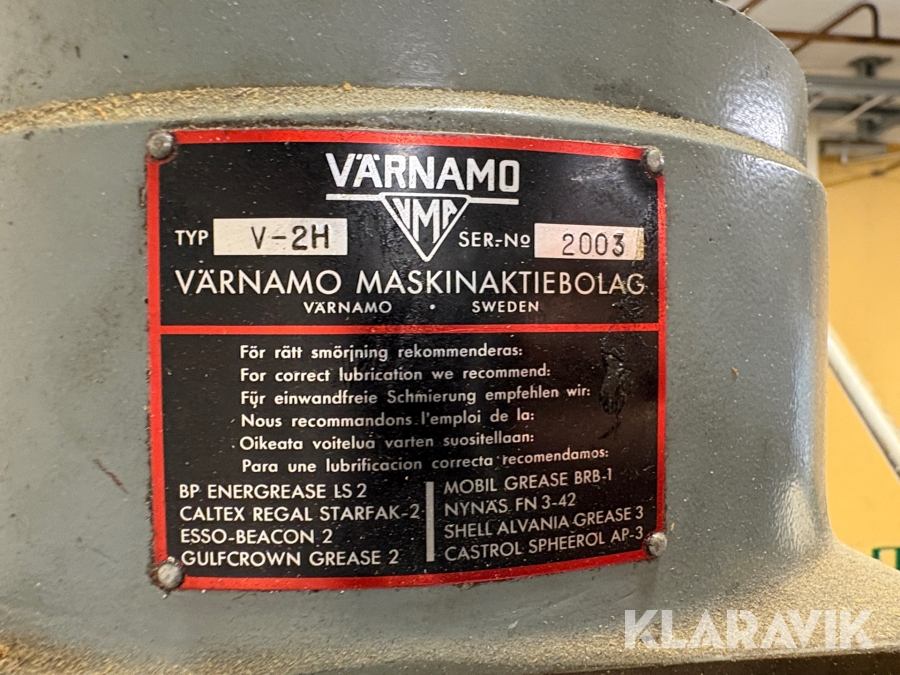 VÄRNAMO
VMA
TYP V-2H SER.-No 2003
VÄRNAMO MASKINAKTIEBOLAG
VÄRNAMO · SWEDEN
För rätt smörjning rekommenderas:
For correct lubrication we recommend:
Für einwandfreie Schmierung empfehlen wir:
Nous recommandons l'emploi de la:
Oikeata voitelua varten suositellaan:
Para une lubrificacion correcta recomendamos:
BP ENERGREASE LS 2
CALTEX REGAL STARFAK-2
ESSO-BEACON 2
GULFCROWN GREASE 2
MOBIL GREASE BRB-1
NYNÄS FN 3-42
SHELL ALVANIA GREASE 3
CASTROL SPHEEROL AP-3
KLARAVIK